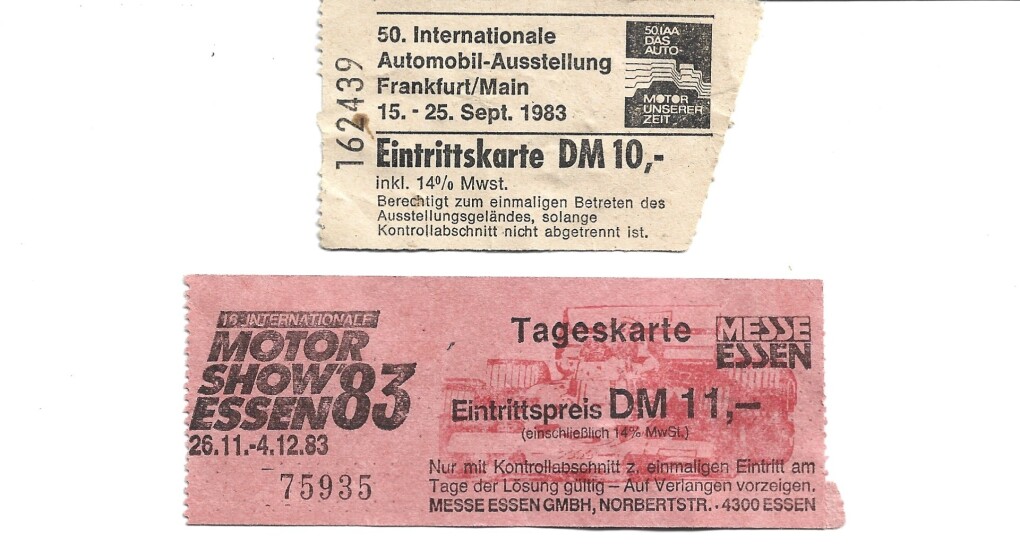 50. Internationale
Automobil-Ausstellung
Frankfurt/Main
15. - 25. Sept. 1983
50 IAA
DAS
AUTO
MOTOR
UNSERER
ZEIT
162439
Eintrittskarte DM 10,-
inkl. 14% Mwst.
Berechtigt zum einmaligen Betreten des
Ausstellungsgeländes, solange
Kontrollabschnitt nicht abgetrennt ist.
16. INTERNATIONALE
MOTOR
SHOW'83
ESSEN
26.11.-4.12.83
75935
Tageskarte
MESSE
ESSEN
Eintrittspreis DM 11,—
(einschließlich 14% MwSt.)
Nur mit Kontrollabschnitt z. einmaligen Eintritt am
Tage der Lösung gültig – Auf Verlangen vorzeigen.
MESSE ESSEN GMBH, NORBERTSTR. · 4300 ESSEN